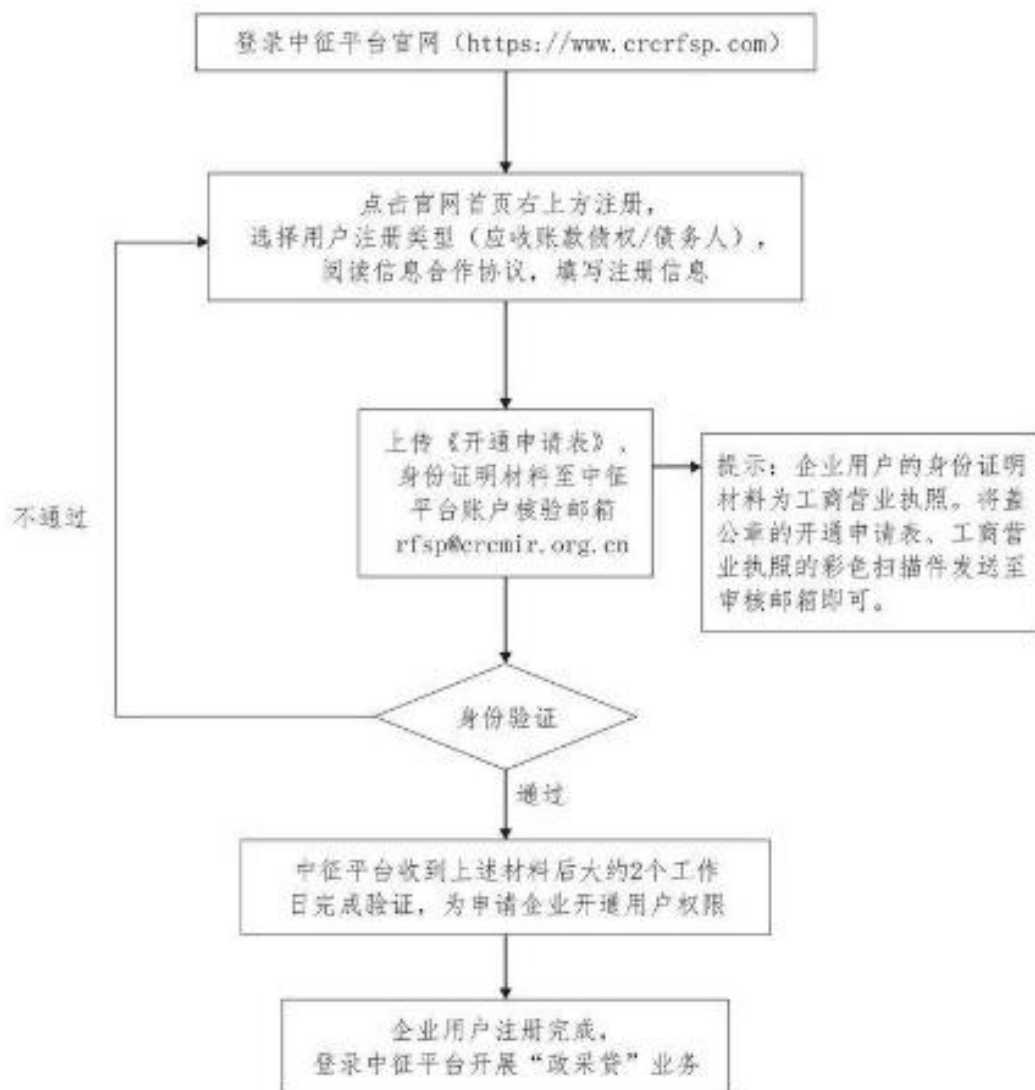 登录中征平台官网（https://www.crcrfsp.com）
点击官网首页右上方注册，
选择用户注册类型（应收账款债权/债务人），
阅读信息合作协议，填写注册信息
上传《开通申请表》、
身份证明材料至中征
平台账户核验邮箱
rfsp@crcmir.org.cn
提示：企业用户的身份证明
材料为工商营业执照。将盖
公章的开通申请表、工商营
业执照的彩色扫描件发送至
审核邮箱即可。
不通过
身份验证
通过
中征平台收到上述材料后大约2个工作
日完成验证，为申请企业开通用户权限
企业用户注册完成，
登录中征平台开展“政采贷”业务